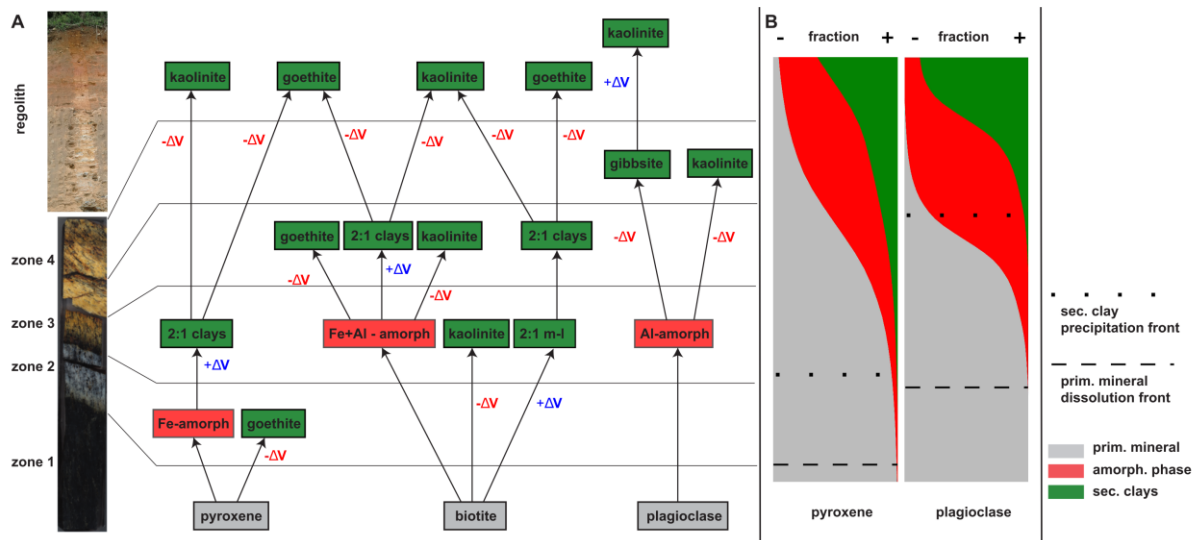 A
B
regolith
zone 4
zone 3
zone 2
zone 1
kaolinite
kaolinite
goethite
kaolinite
goethite
+ΔV
-ΔV
-ΔV
-ΔV
-ΔV
-ΔV
gibbsite
kaolinite
goethite
2:1 clays
kaolinite
2:1 clays
-ΔV
+ΔV
-ΔV
-ΔV
-ΔV
2:1 clays
Fe+Al - amorph
kaolinite
2:1 m-l
Al-amorph
+ΔV
-ΔV
+ΔV
Fe-amorph
goethite
-ΔV
pyroxene
biotite
plagioclase
- fraction +
- fraction +
pyroxene
plagioclase
sec. clay
precipitation front
prim. mineral
dissolution front
prim. mineral
amorph. phase
sec. clays